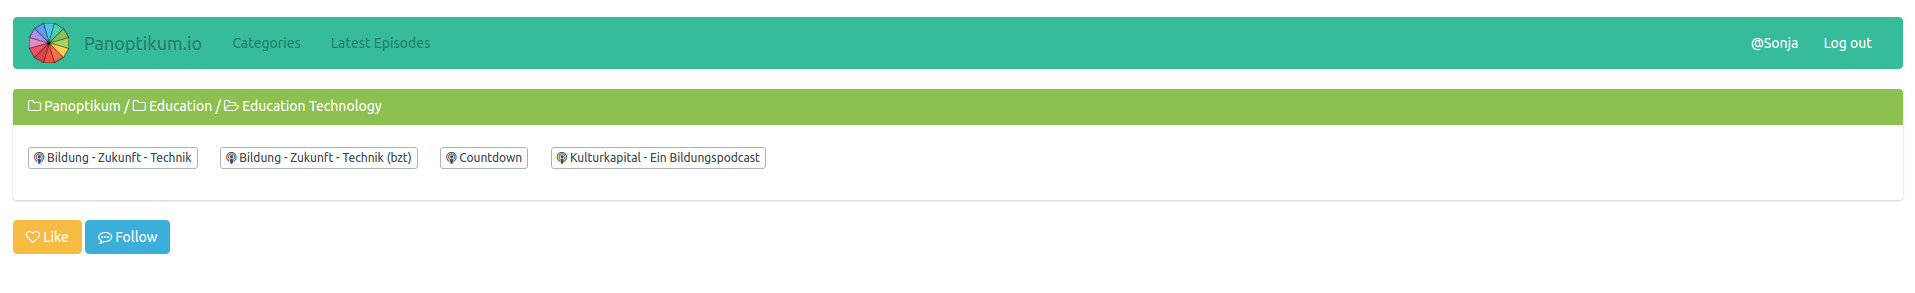 Panoptikum.io Categories Latest Episodes @Sonja Log out
Panoptikum / Education / Education Technology
Bildung - Zukunft - Technik Bildung - Zukunft - Technik (bzt) Countdown Kulturkapital - Ein Bildungspodcast
Like Follow